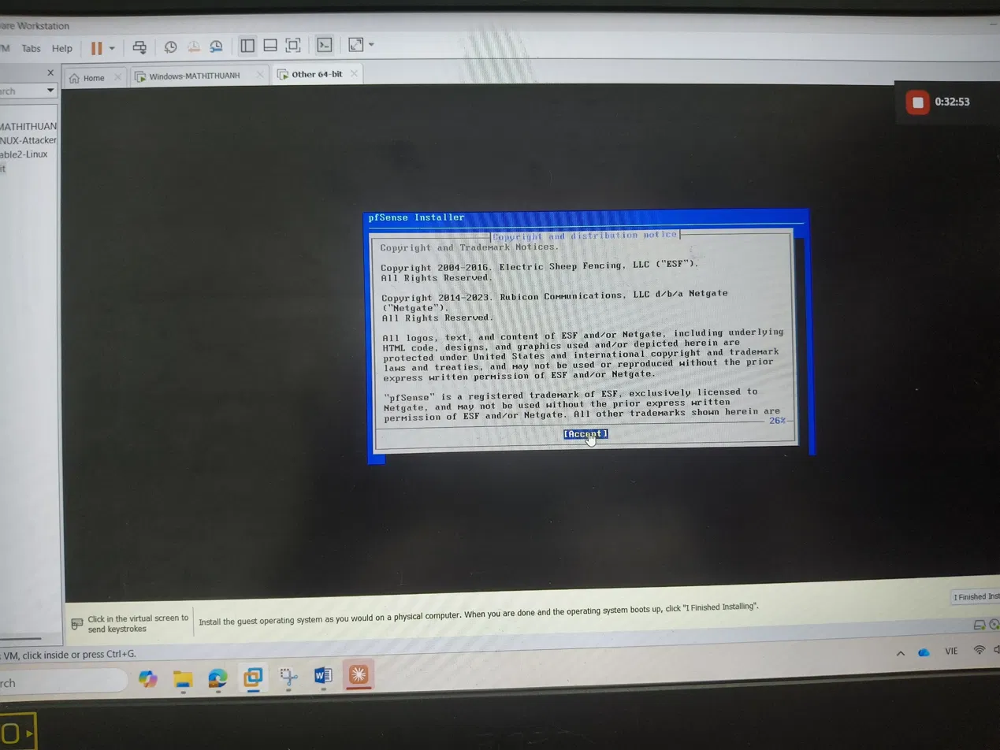 are Workstation
M Tabs Help
Home
Windows-MATHITHUANH
Other 64-bit
rch
0:32:53
MATHITHUAN
NUX-Attacker
able2-Linux
it
pfSense Installer
Copyright and distribution notice
Copyright and Trademark Notices.
Copyright 2004-2016. Electric Sheep Fencing, LLC ("ESF").
All Rights Reserved.
Copyright 2014-2023. Rubicon Communications, LLC d/b/a Netgate
("Netgate").
All Rights Reserved.
All logos, text, and content of ESF and/or Netgate, including underlying
HTML code, designs, and graphics used and/or depicted herein are
protected under United States and international copyright and trademark
laws and treaties, and may not be used or reproduced without the prior
express written permission of ESF and/or Netgate.
"pfSense" is a registered trademark of ESF, exclusively licensed to
Netgate, and may not be used without the prior express written
permission of ESF and/or Netgate. All other trademarks shown herein are
26%
[Accept]
Click in the virtual screen to
send keystrokes
Install the guest operating system as you would on a physical computer. When you are done and the operating system boots up, click "I Finished Installing".
I Finished Inst
VM, click inside or press Ctrl+G.
rch
VIE